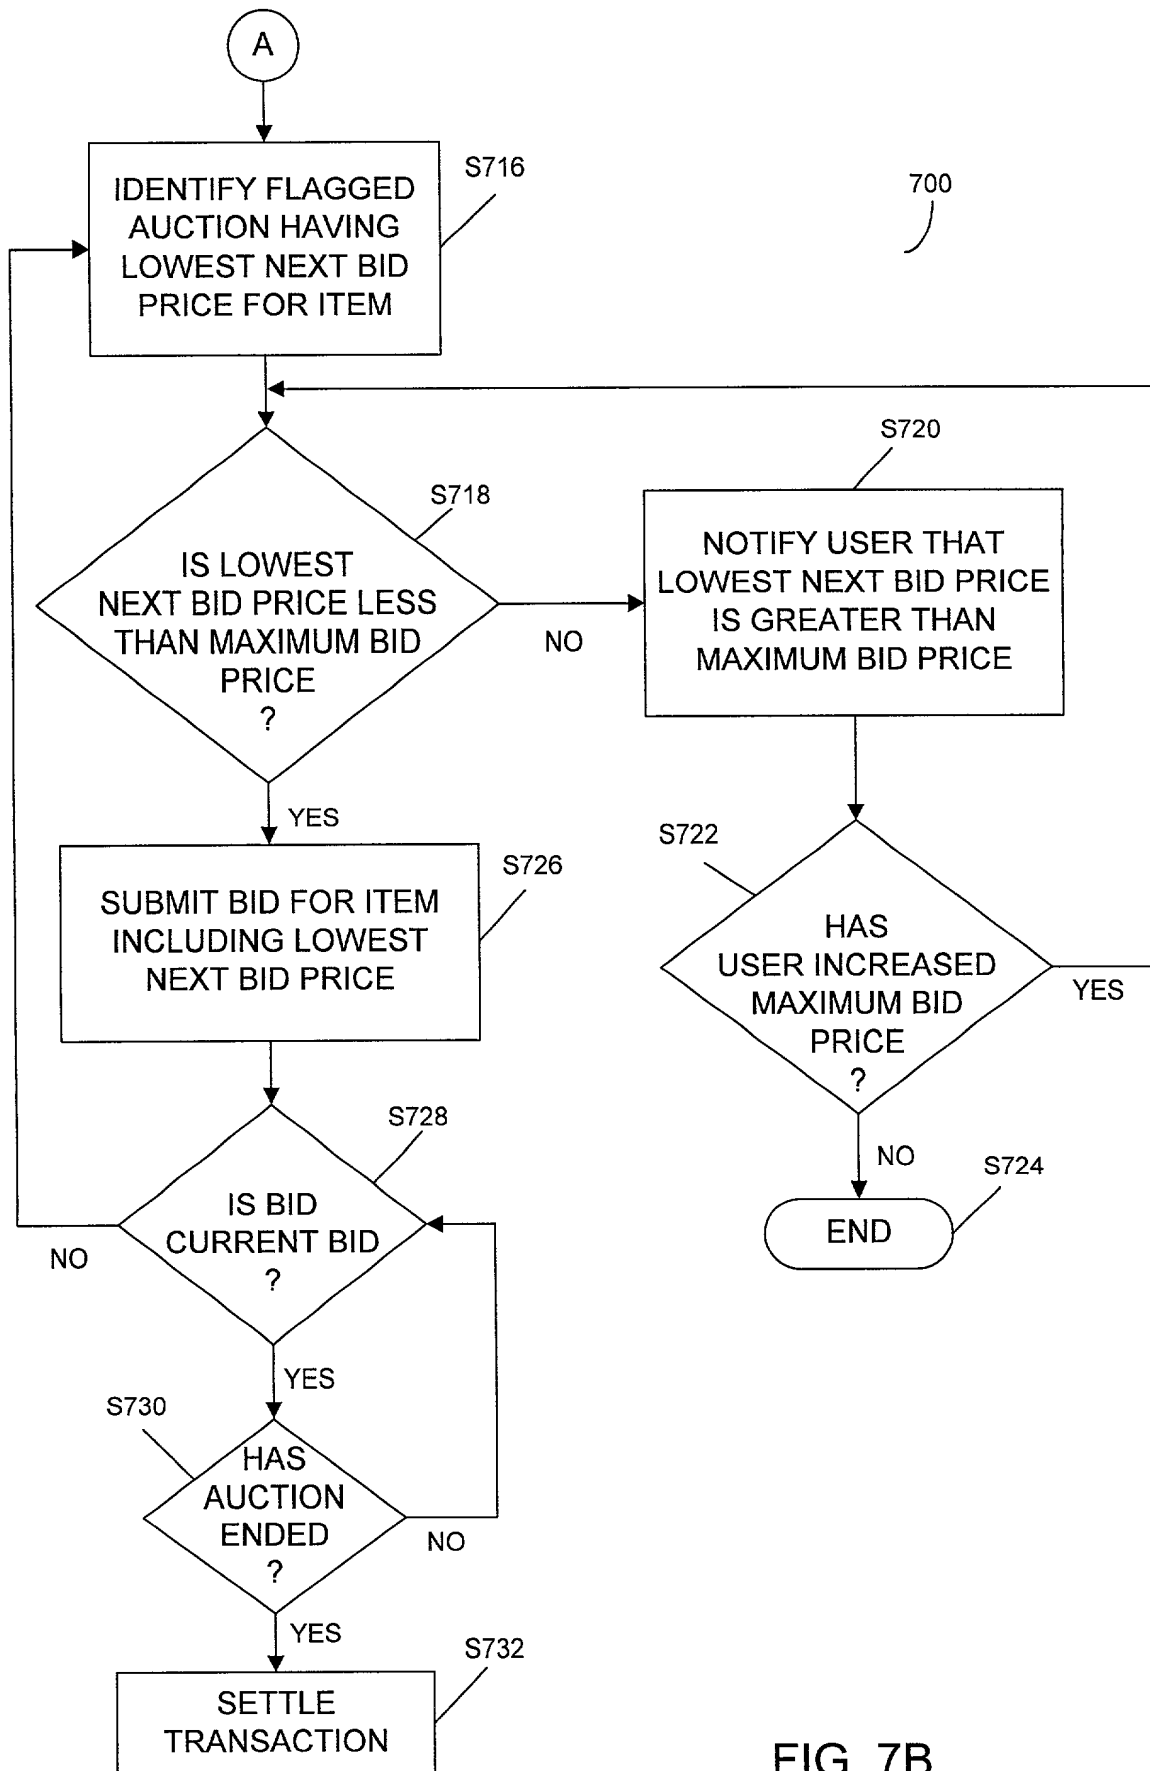 A
S716
IDENTIFY FLAGGED
AUCTION HAVING
LOWEST NEXT BID
PRICE FOR ITEM
700
S718
IS LOWEST
NEXT BID PRICE LESS
THAN MAXIMUM BID
PRICE
?
NO
YES
S720
NOTIFY USER THAT
LOWEST NEXT BID PRICE
IS GREATER THAN
MAXIMUM BID PRICE
S722
HAS
USER INCREASED
MAXIMUM BID
PRICE
?
YES
NO
S724
END
S726
SUBMIT BID FOR ITEM
INCLUDING LOWEST
NEXT BID PRICE
S728
IS BID
CURRENT BID
?
NO
YES
S730
HAS
AUCTION
ENDED
?
NO
YES
S732
SETTLE
TRANSACTION
FIG. 7B